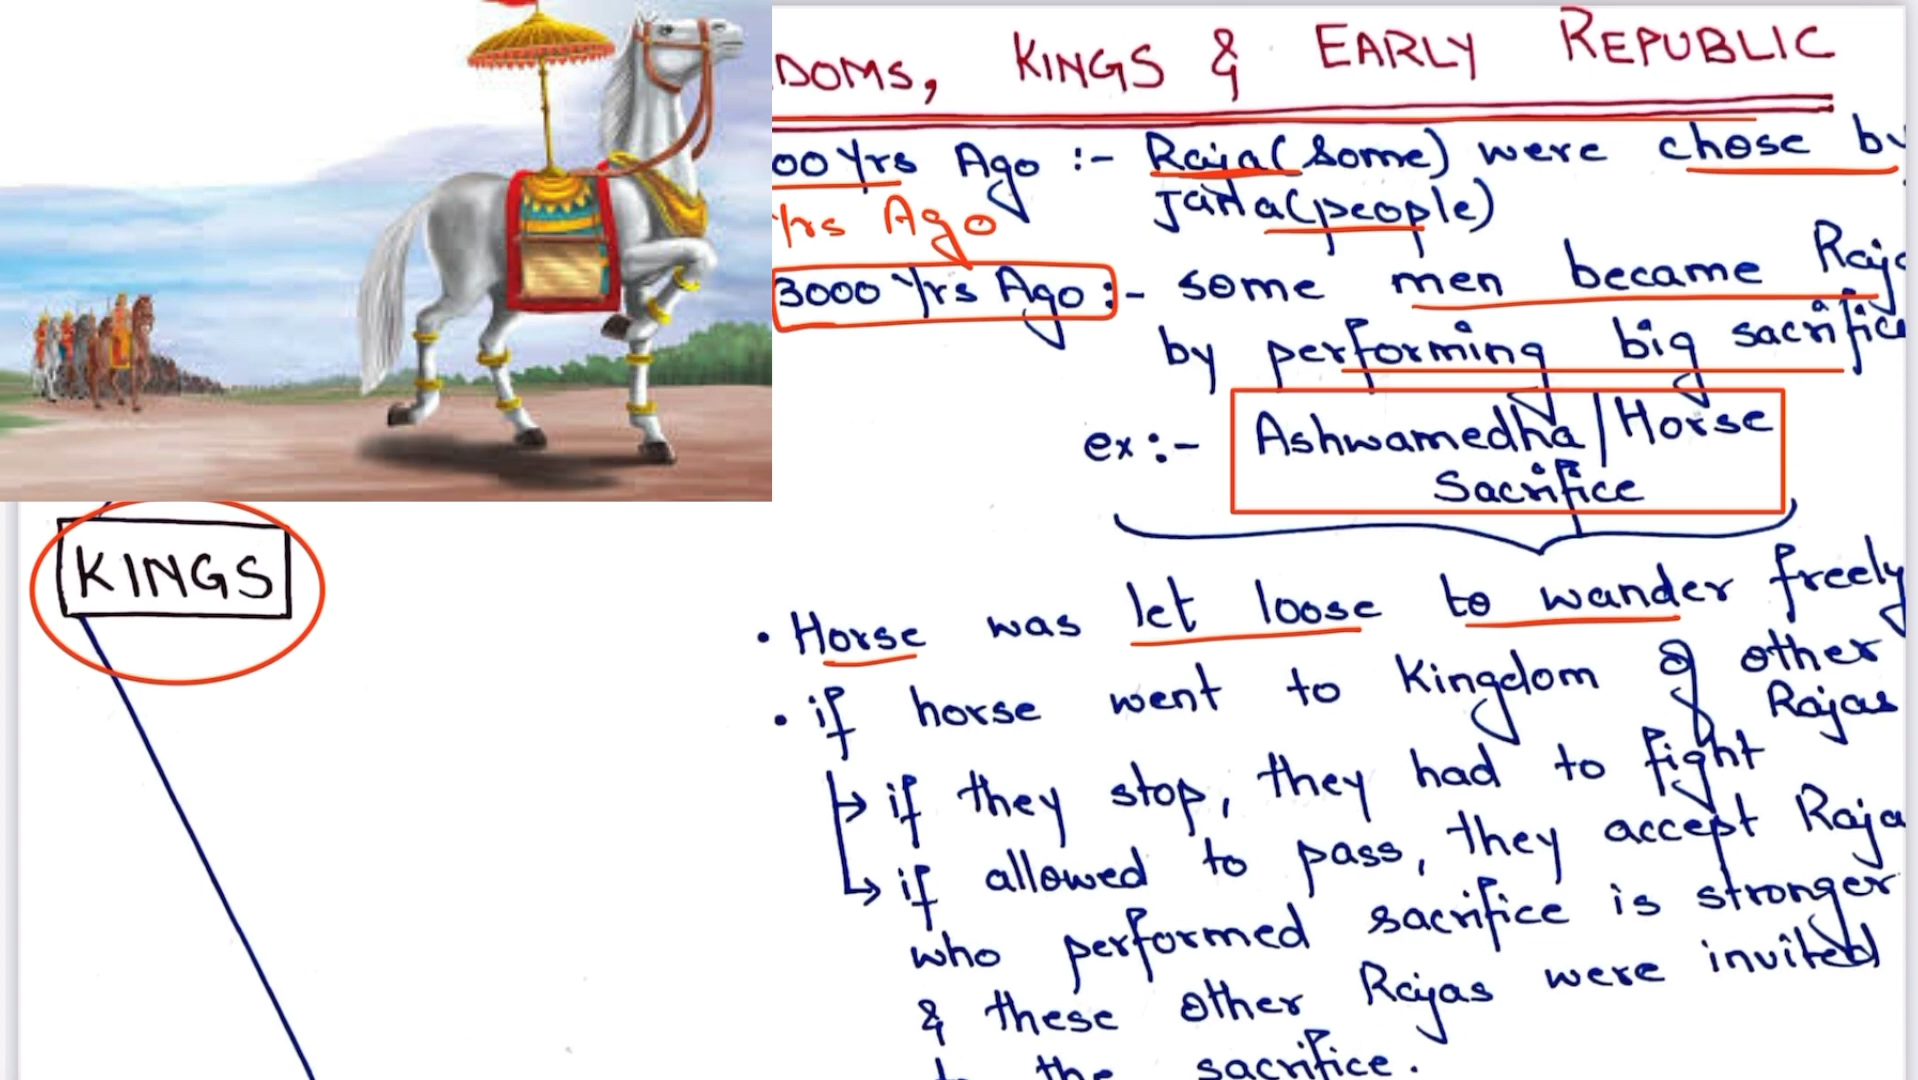 DOMS, KINGS & EARLY REPUBLIC
00 Yrs Ago :- Raja(Some) were chose by
Jana(people)
Yrs Ago
3000 Yrs Ago :- some men became Raja
by performing big sacrifice
ex:- Ashwamedha/Horse
Sacrifice
KINGS
• Horse was let loose to wander freely
• if horse went to Kingdom of other
Rajas
if they stop, they had to fight
if allowed to pass, they accept Raja
who performed sacrifice is stronger
& these other Rajas were invited
to the sacrifice.